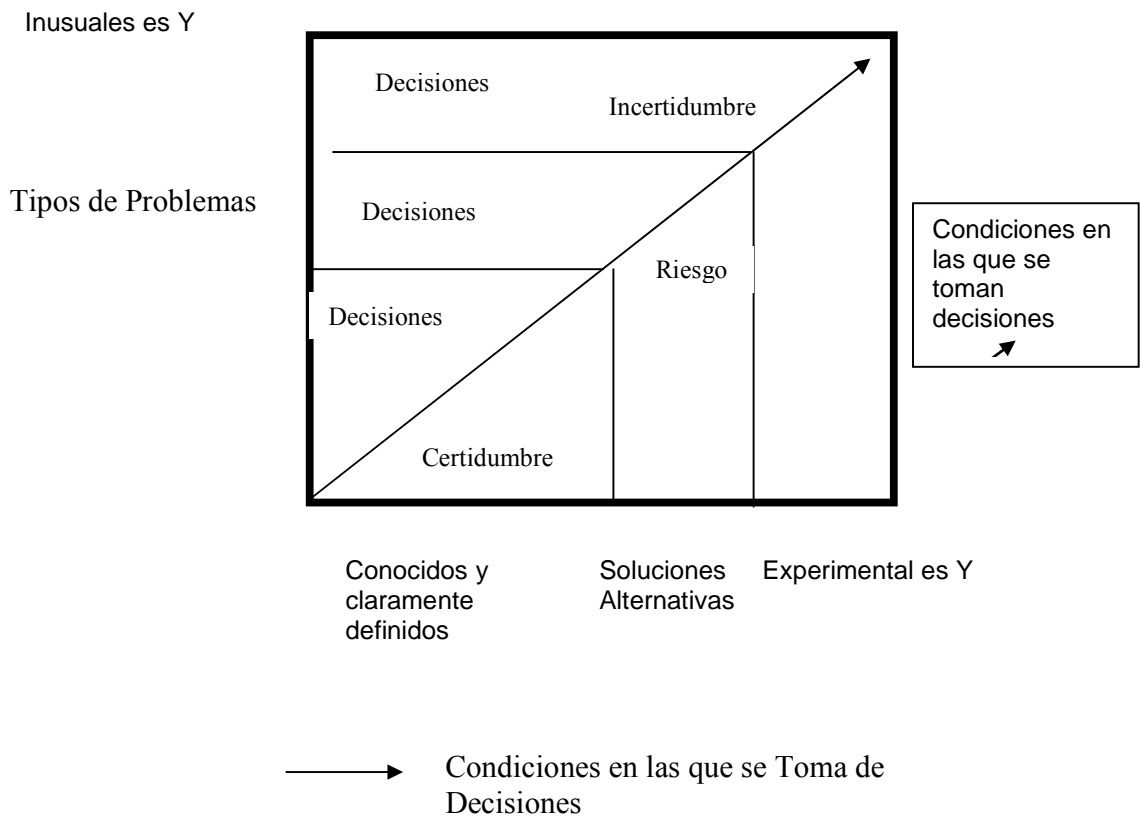 Inusuales es Y
Decisiones
Incertidumbre
Tipos de Problemas
Decisiones
Riesgo
Decisiones
Certidumbre
Condiciones en
las que se
toman
decisiones
Conocidos y
claramente
definidos
Soluciones
Alternativas
Experimental es Y
Condiciones en las que se Toma de
Decisiones